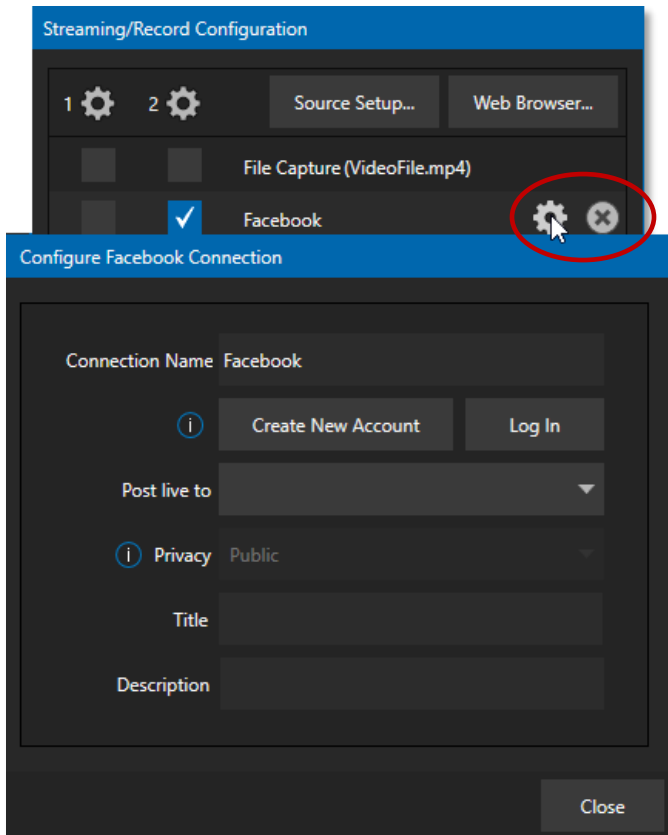 Streaming/Record Configuration
1 2 Source Setup... Web Browser...
File Capture (VideoFile.mp4)
Facebook
Configure Facebook Connection
Connection Name Facebook
i Create New Account Log In
Post live to
i Privacy Public
Title
Description
Close